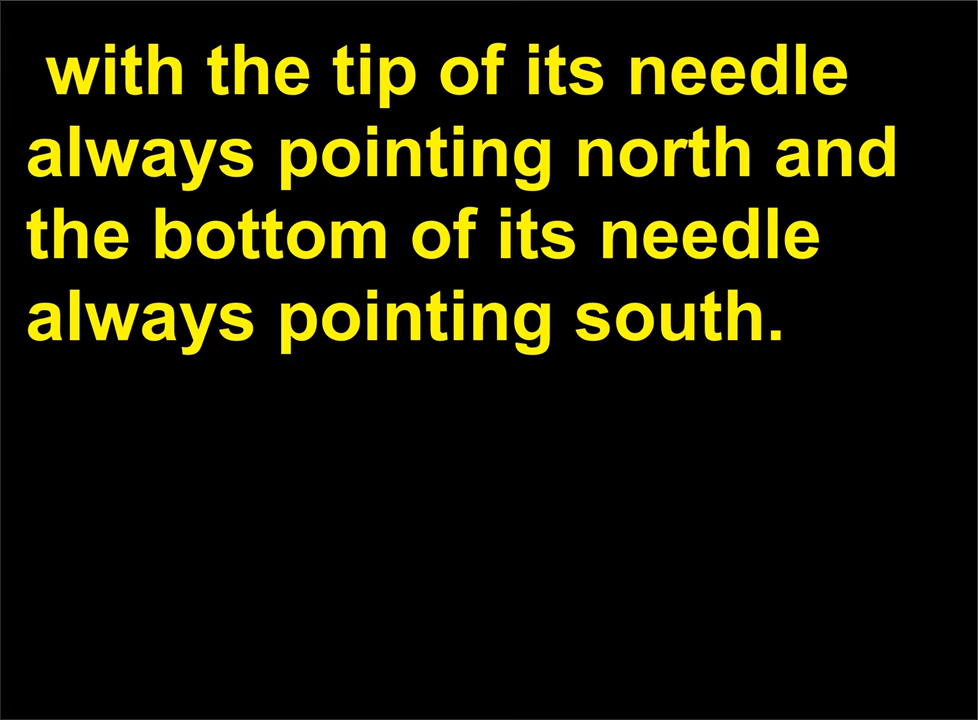 with the tip of its needle
always pointing north and
the bottom of its needle
always pointing south.